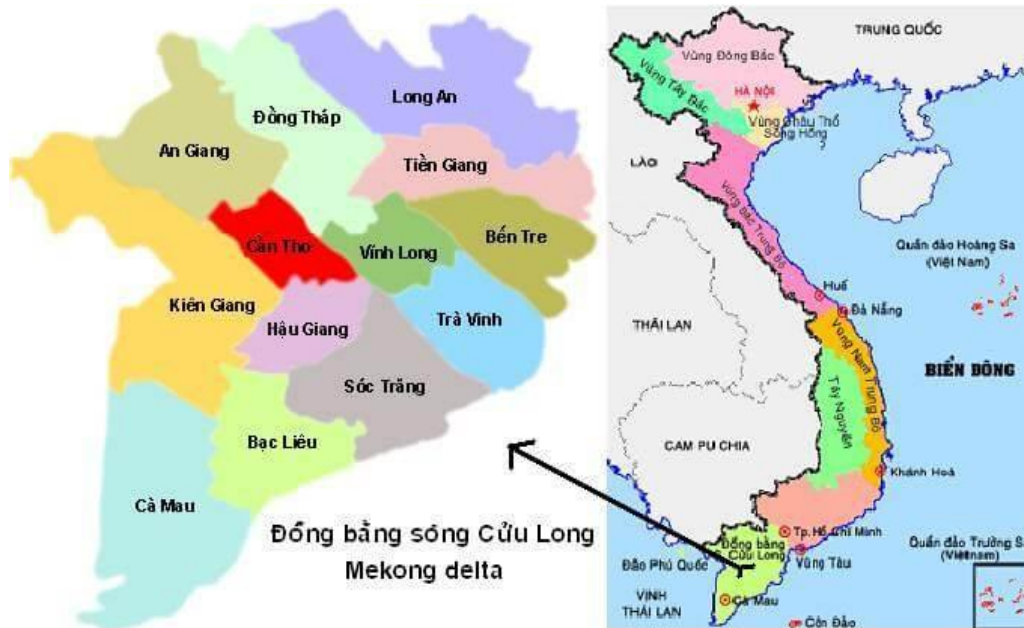 Long An
Đồng Tháp
An Giang
Tiền Giang
Cần Thơ
Vĩnh Long
Bến Tre
Kiên Giang
Hậu Giang
Trà Vinh
Sóc Trăng
Bạc Liêu
Cà Mau
Đồng bằng sông Cửu Long
Mekong delta
TRUNG QUỐC
Vùng Đông Bắc
Vùng Tây Bắc
HÀ NỘI
Vùng Châu Thổ
Sông Hồng
LÀO
Vùng Bắc Trung Bộ
Quần đảo Hoàng Sa
(Việt Nam)
Huế
Đà Nẵng
THÁI LAN
Vùng Nam Trung Bộ
BIỂN ĐÔNG
Tây Nguyên
CAM PU CHIA
Khánh Hoà
Tp. Hồ Chí Minh
Đồng bằng
Cửu Long
Quần đảo Trường Sa
(Vietnam)
Đảo Phú Quốc
Vũng Tàu
VỊNH
THÁI LAN
Cà Mau
Côn Đảo